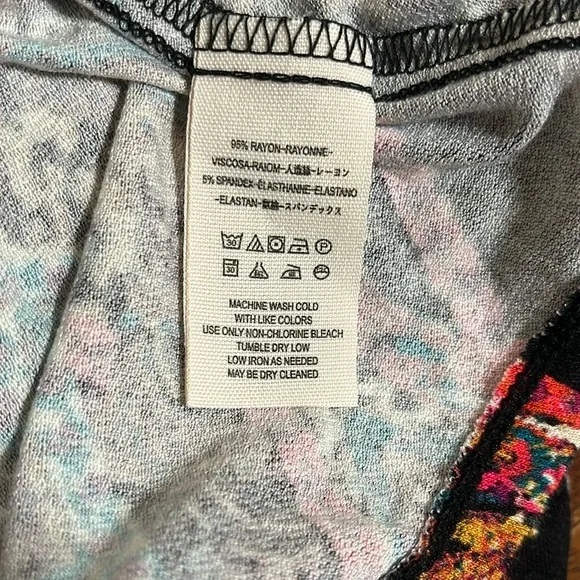 95% RAYON-RAYONNE-
VISCOSA-RAIOM-人造絲-レーヨン
5% SPANDEX-ELASTHANNE-ELASTANO
-ELASTAN-スパンデックス
30 P
30
MACHINE WASH COLD
WITH LIKE COLORS
USE ONLY NON-CHLORINE BLEACH
TUMBLE DRY LOW
LOW IRON AS NEEDED
MAY BE DRY CLEANED